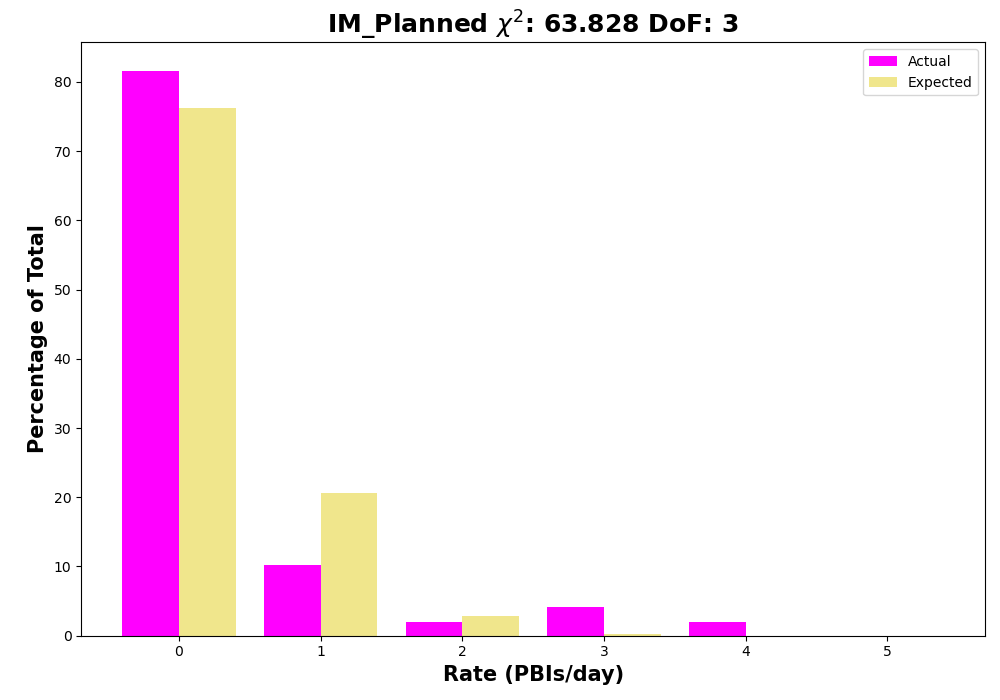 IM_Planned χ²: 63.828 DoF: 3
Actual
Expected
Percentage of Total
80
70
60
50
40
30
20
10
0
0 1 2 3 4 5
Rate (PBIs/day)